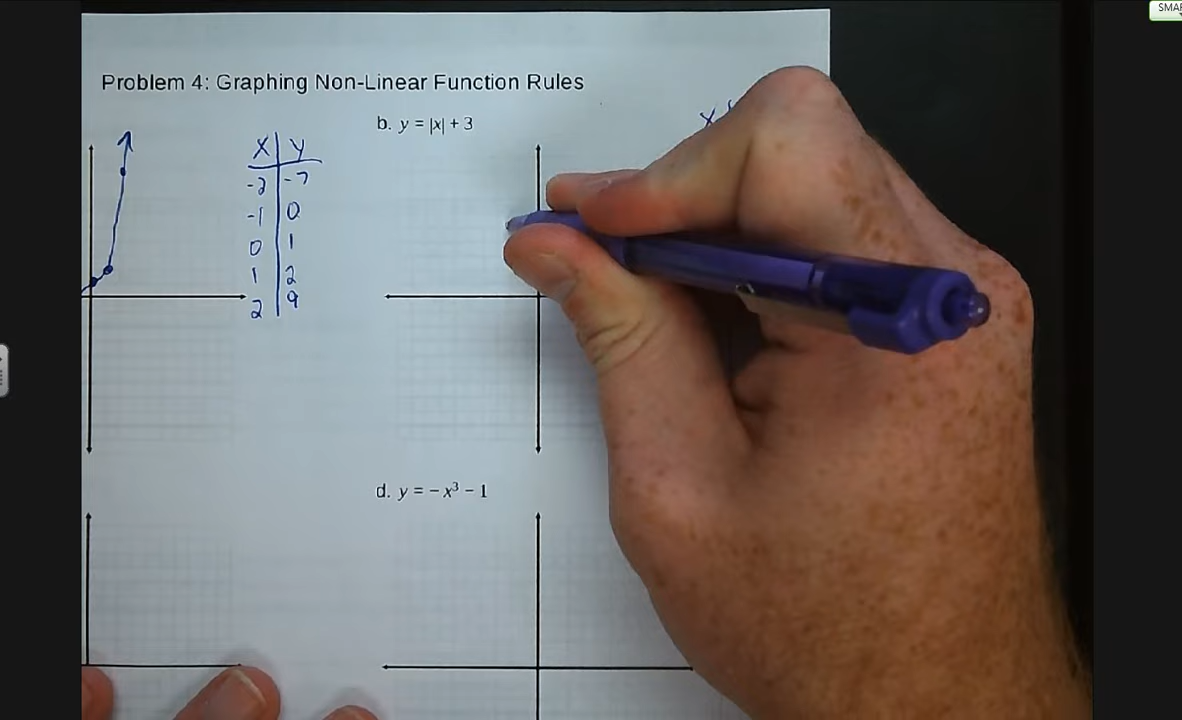 SMA
Problem 4: Graphing Non-Linear Function Rules
b. y = |x| + 3
X Y
-2 -7
-1 0
0 1
1 2
2 9
X
d. y = − x³ − 1